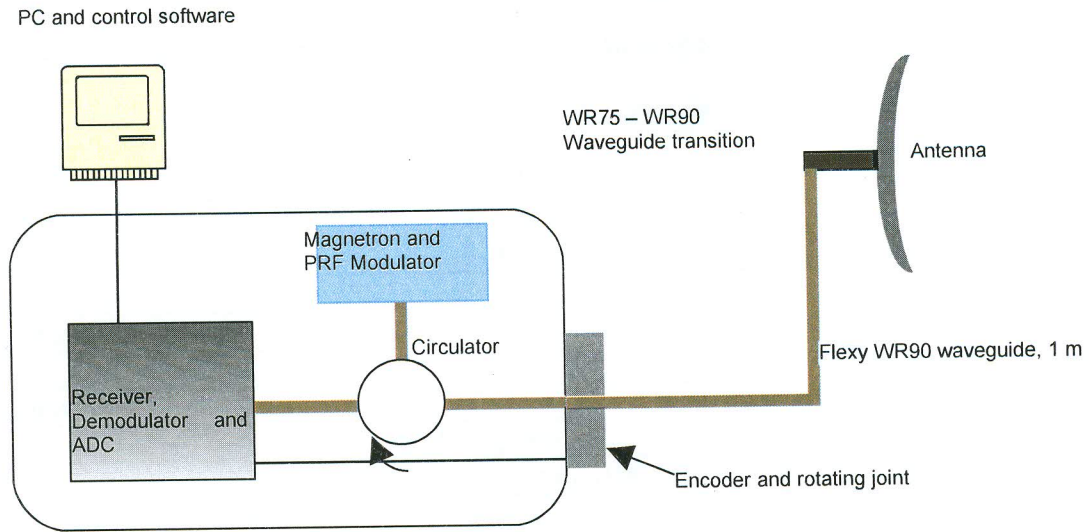 PC and control software
WR75 – WR90
Waveguide transition
Antenna
Magnetron and
PRF Modulator
Circulator
Flexy WR90 waveguide, 1 m
Receiver,
Demodulator and
ADC
Encoder and rotating joint